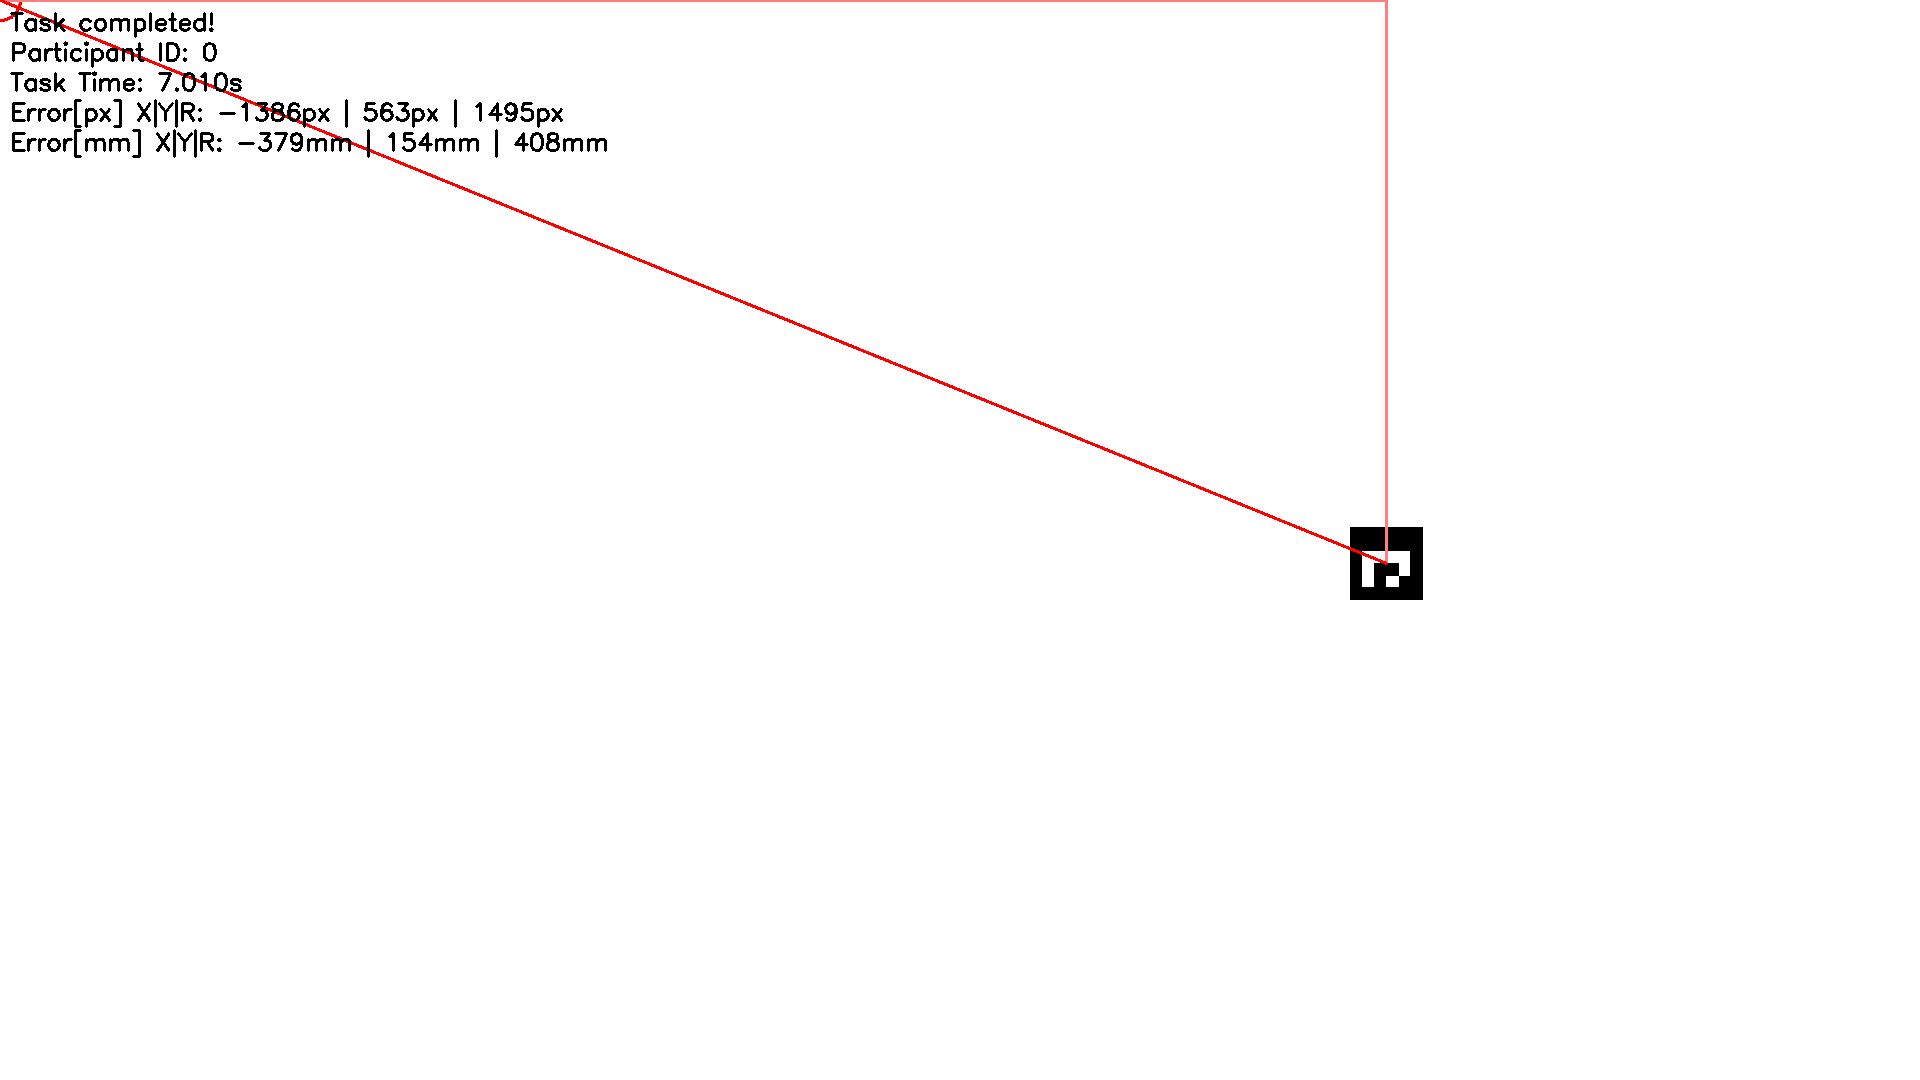 Task completed!
Participant ID: 0
Task Time: 7.010s
Error[px] X|Y|R: -1386px | 563px | 1495px
Error[mm] X|Y|R: -379mm | 154mm | 408mm